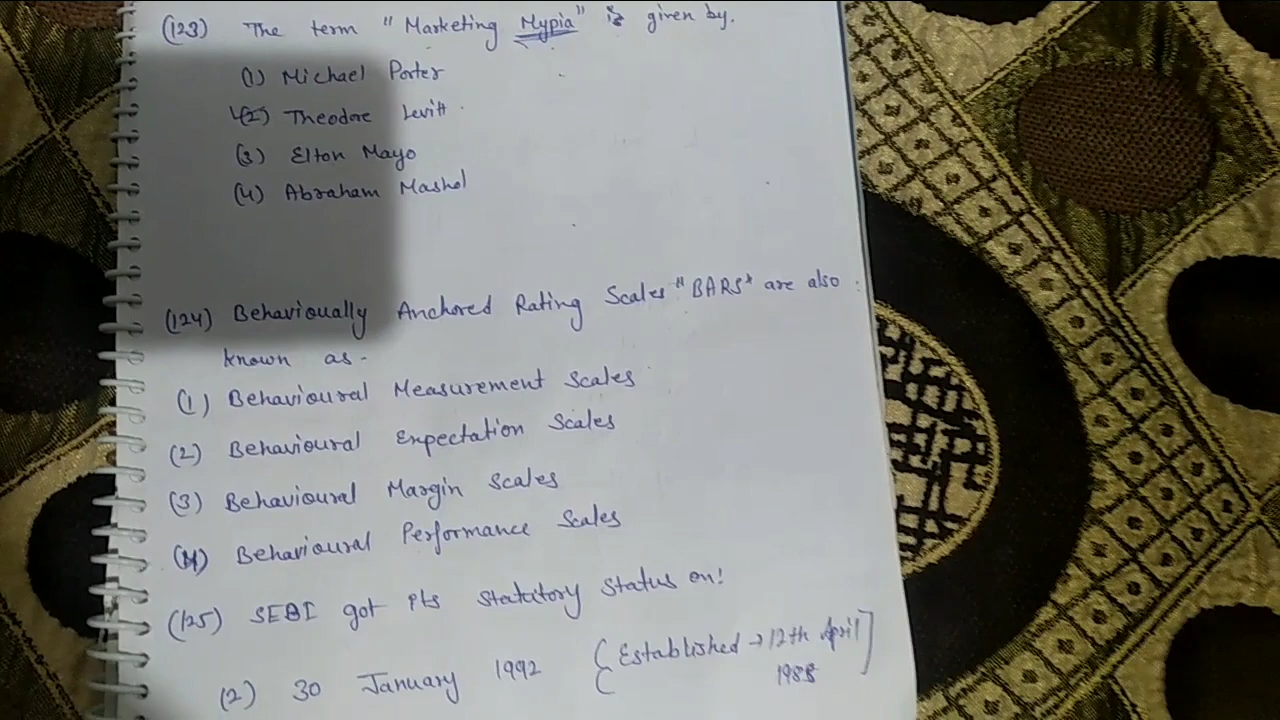 (123) The term "Marketing Mypia" is given by.
(1) Michael Porter
(2) Theodore Levitt
(3) Elton Mayo
(4) Abraham Mashol
(124) Behavioually Anchored Rating Scales "BARS" are also :
known as -
(1) Behavioural Measurement Scales
(2) Behavioural Expectation Scales
(3) Behavioural Margin Scales
(4) Behavioural Performance Scales
(125) SEBI got its Statatory Status on!
(2) 30 January 1992 (Established → 12th April]
1988